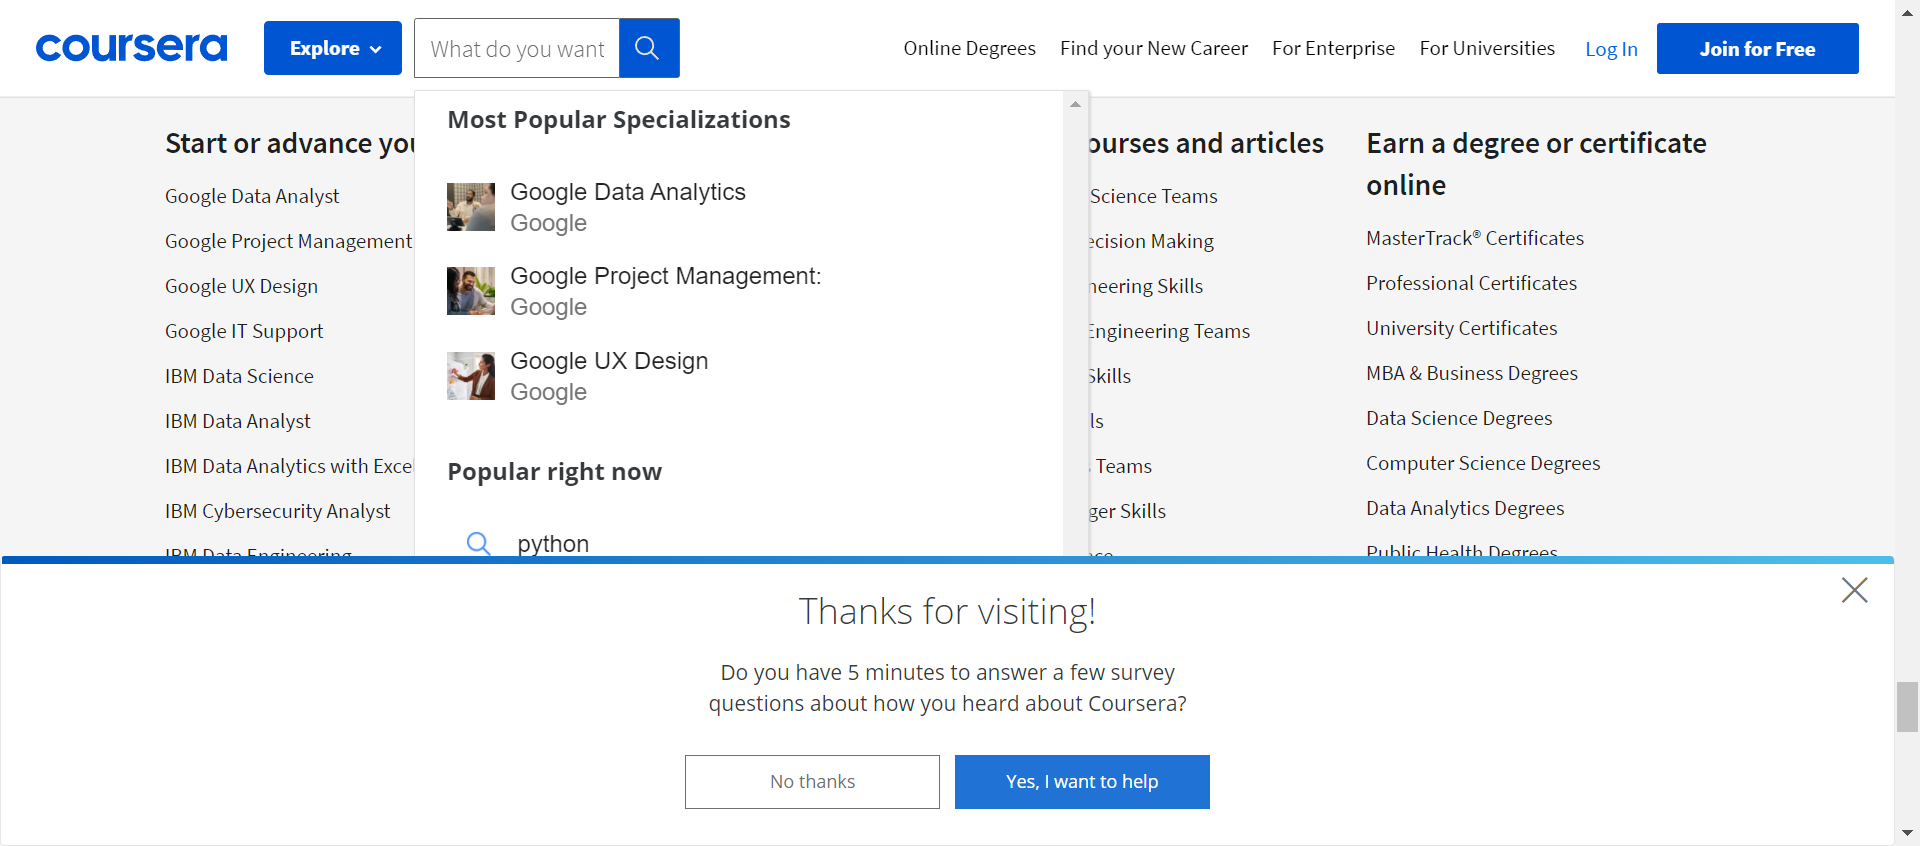 coursera
Explore
What do you want
Online Degrees
Find your New Career
For Enterprise
For Universities
Log In
Join for Free
Start or advance you
Google Data Analyst
Google Project Management
Google UX Design
Google IT Support
IBM Data Science
IBM Data Analyst
IBM Data Analytics with Excel
IBM Cybersecurity Analyst
IBM Data Engineering
Most Popular Specializations
Google Data Analytics
Google
Google Project Management:
Google
Google UX Design
Google
Popular right now
python
ourses and articles
Science Teams
ecision Making
neering Skills
Engineering Teams
Skills
ls
Teams
ger Skills
Earn a degree or certificate
online
MasterTrack® Certificates
Professional Certificates
University Certificates
MBA & Business Degrees
Data Science Degrees
Computer Science Degrees
Data Analytics Degrees
Public Health Degrees
Thanks for visiting!
Do you have 5 minutes to answer a few survey
questions about how you heard about Coursera?
No thanks
Yes, I want to help